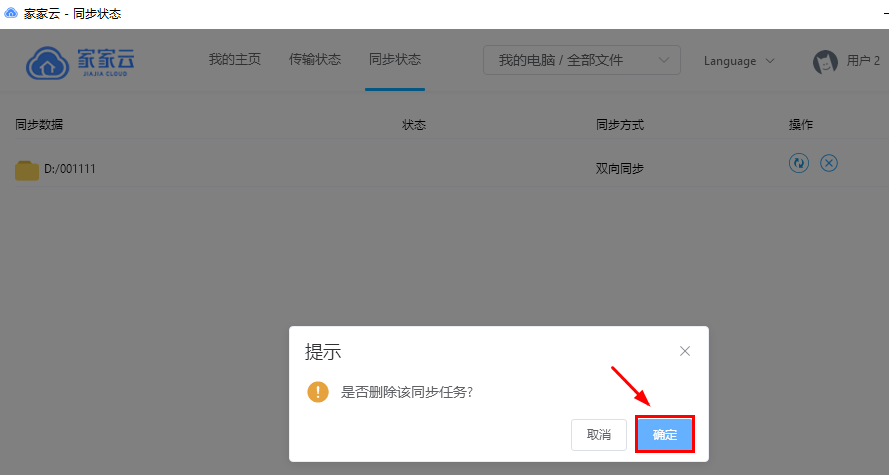 家家云 - 同步状态
家家云
JIAJIA CLOUD
我的主页 传输状态 同步状态 我的电脑 / 全部文件 Language 用户 2
同步数据 状态 同步方式 操作
D:/001111 双向同步
提示
是否删除该同步任务?
取消 确定